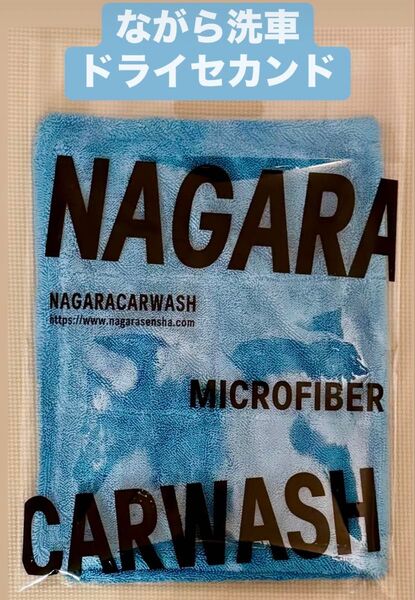 ながら洗車
ドライセカンド
NAGARA
NAGARACARWASH
https://www.nagarasensha.com
MICROFIBER
CARWASH